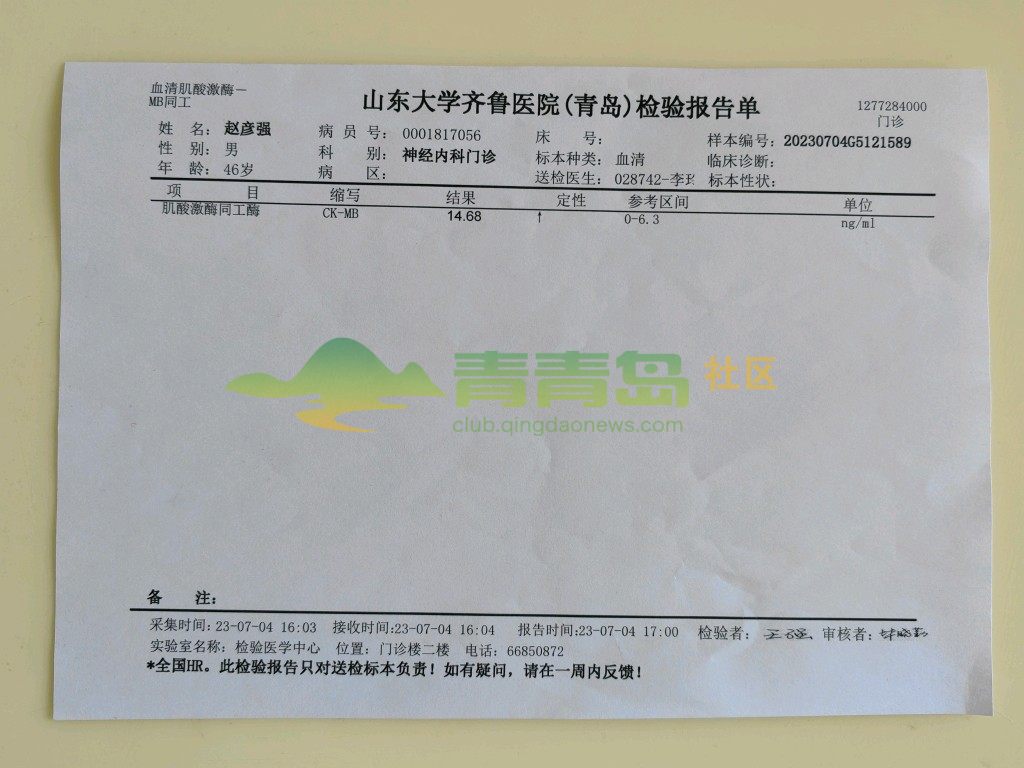 血清肌酸激酶－
MB同工
山东大学齐鲁医院(青岛)检验报告单
1277284000
门诊
姓 名: 赵彦强 病 员 号: 0001817056 床 号: 样本编号: 20230704G5121589
性 别: 男 科 别: 神经内科门诊 标本种类: 血清 临床诊断:
年 龄: 46岁 病 区: 送检医生: 028742-李 标本性状:
项 目 缩写 结果 定性 参考区间 单位
肌酸激酶同工酶 CK-MB 14.68 ↑ 0-6.3 ng/ml
青青岛 社区
club.qingdaonews.com
备 注:
采集时间: 23-07-04 16:03 接收时间:23-07-04 16:04 报告时间:23-07-04 17:00 检验者: 审核者:
实验室名称: 检验医学中心 位置: 门诊楼二楼 电话: 66850872
*全国HR。此检验报告只对送检标本负责！如有疑问，请在一周内反馈！